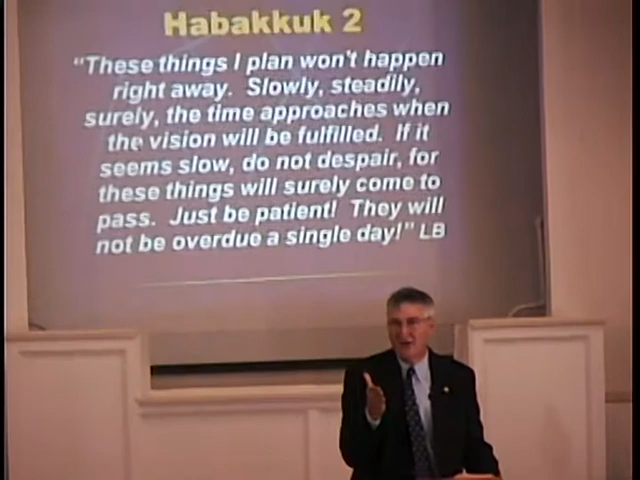 Habakkuk 2
"These things I plan won't happen
right away. Slowly, steadily,
surely, the time approaches when
the vision will be fulfilled. If it
seems slow, do not despair, for
these things will surely come to
pass. Just be patient! They will
not be overdue a single day!" LB